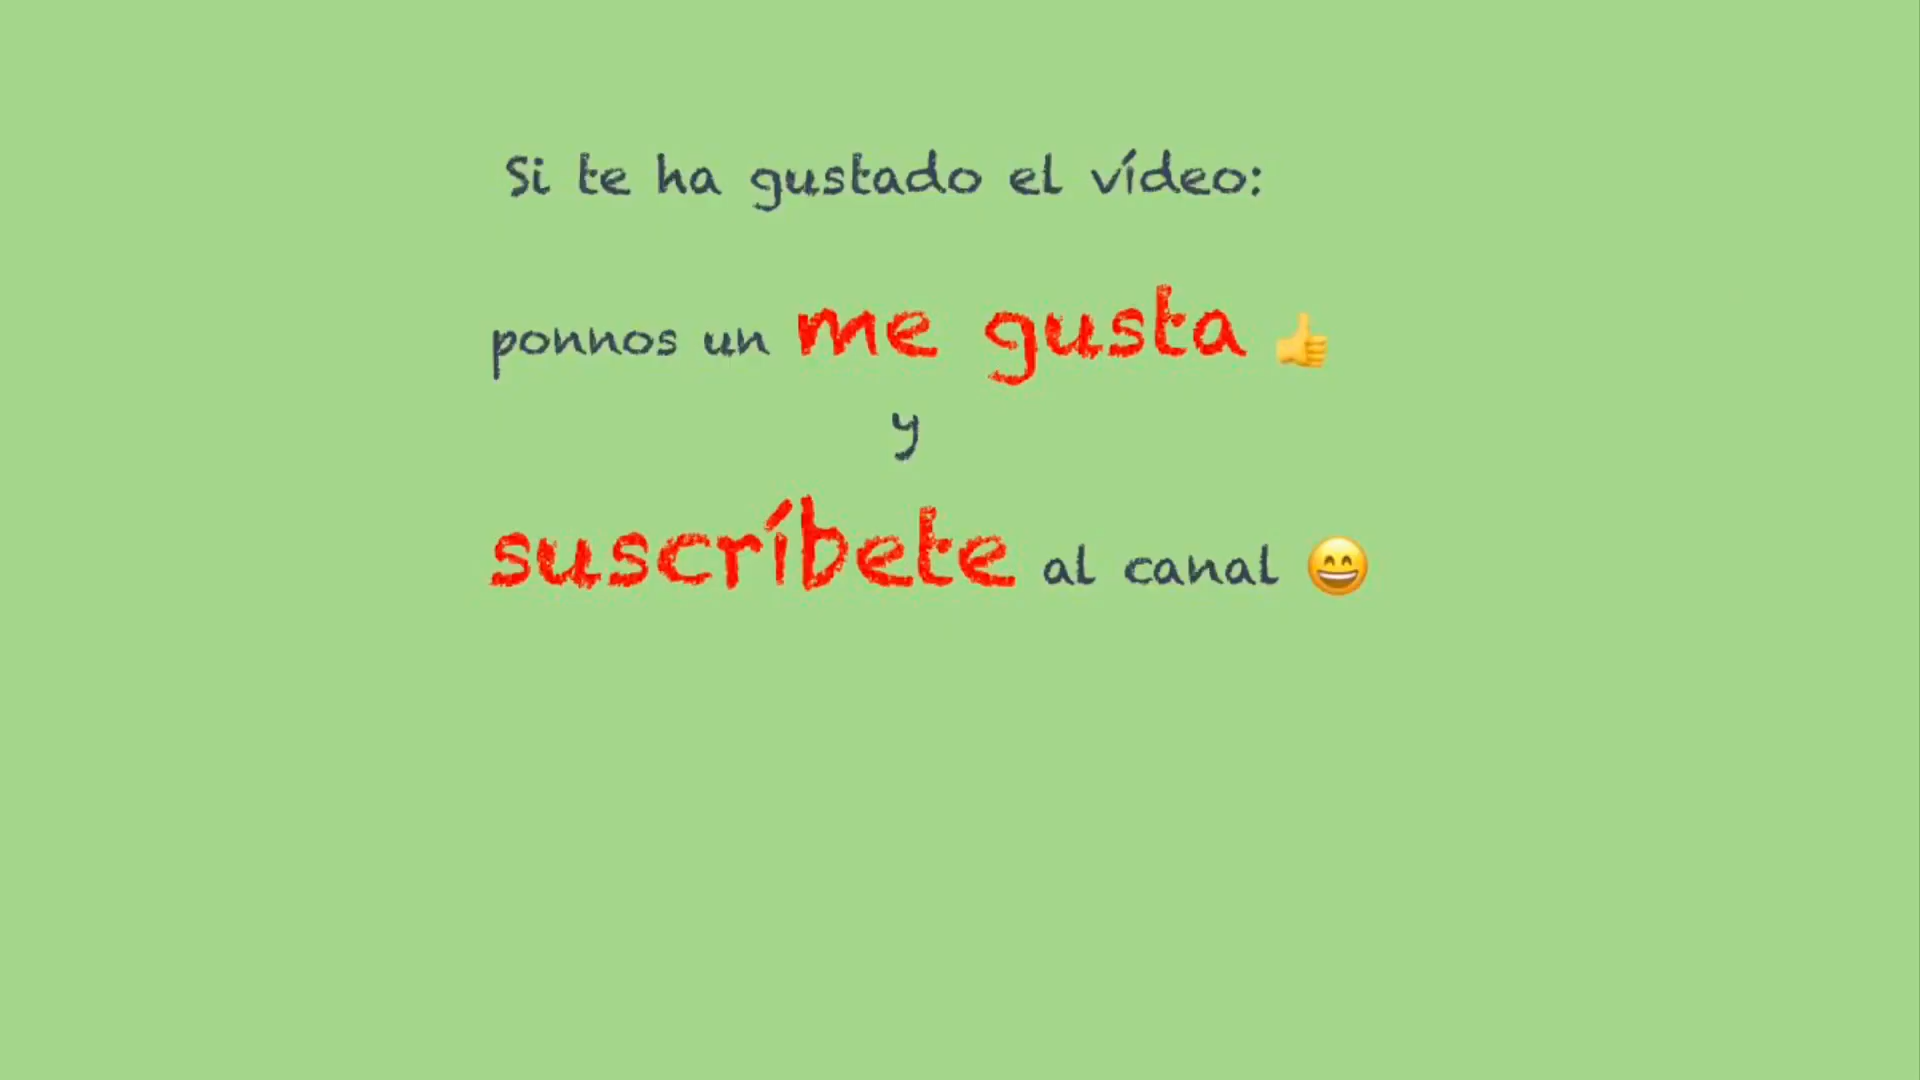 Si te ha gustado el vídeo:
ponnos un me gusta 👍
y
suscríbete al canal 😄